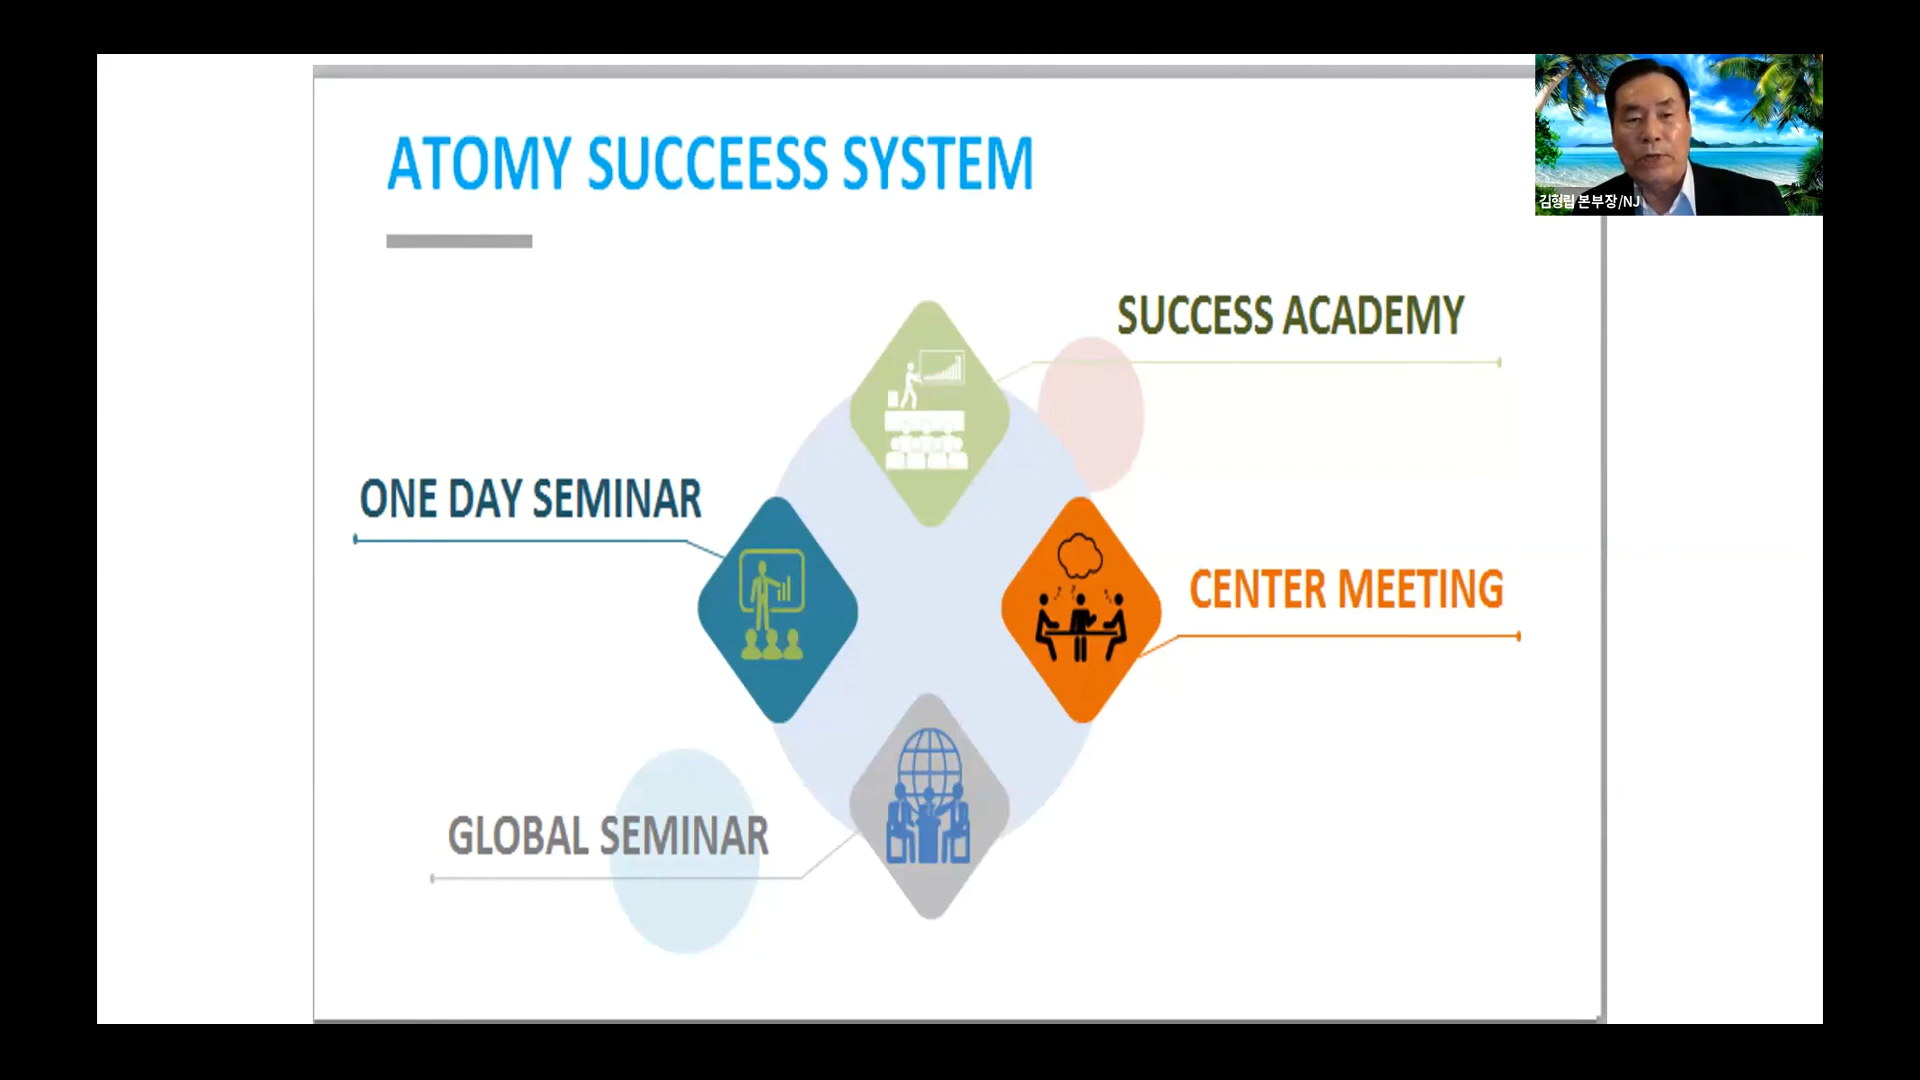 ATOMY SUCCEESS SYSTEM
김형립 본부장/NJ
SUCCESS ACADEMY
ONE DAY SEMINAR
CENTER MEETING
GLOBAL SEMINAR